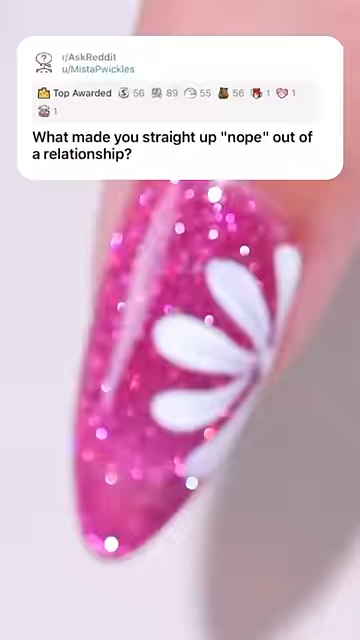 r/AskReddit
u/MistaPwickles
Top Awarded 56 89 55 56 1 1
1
What made you straight up "nope" out of
a relationship?